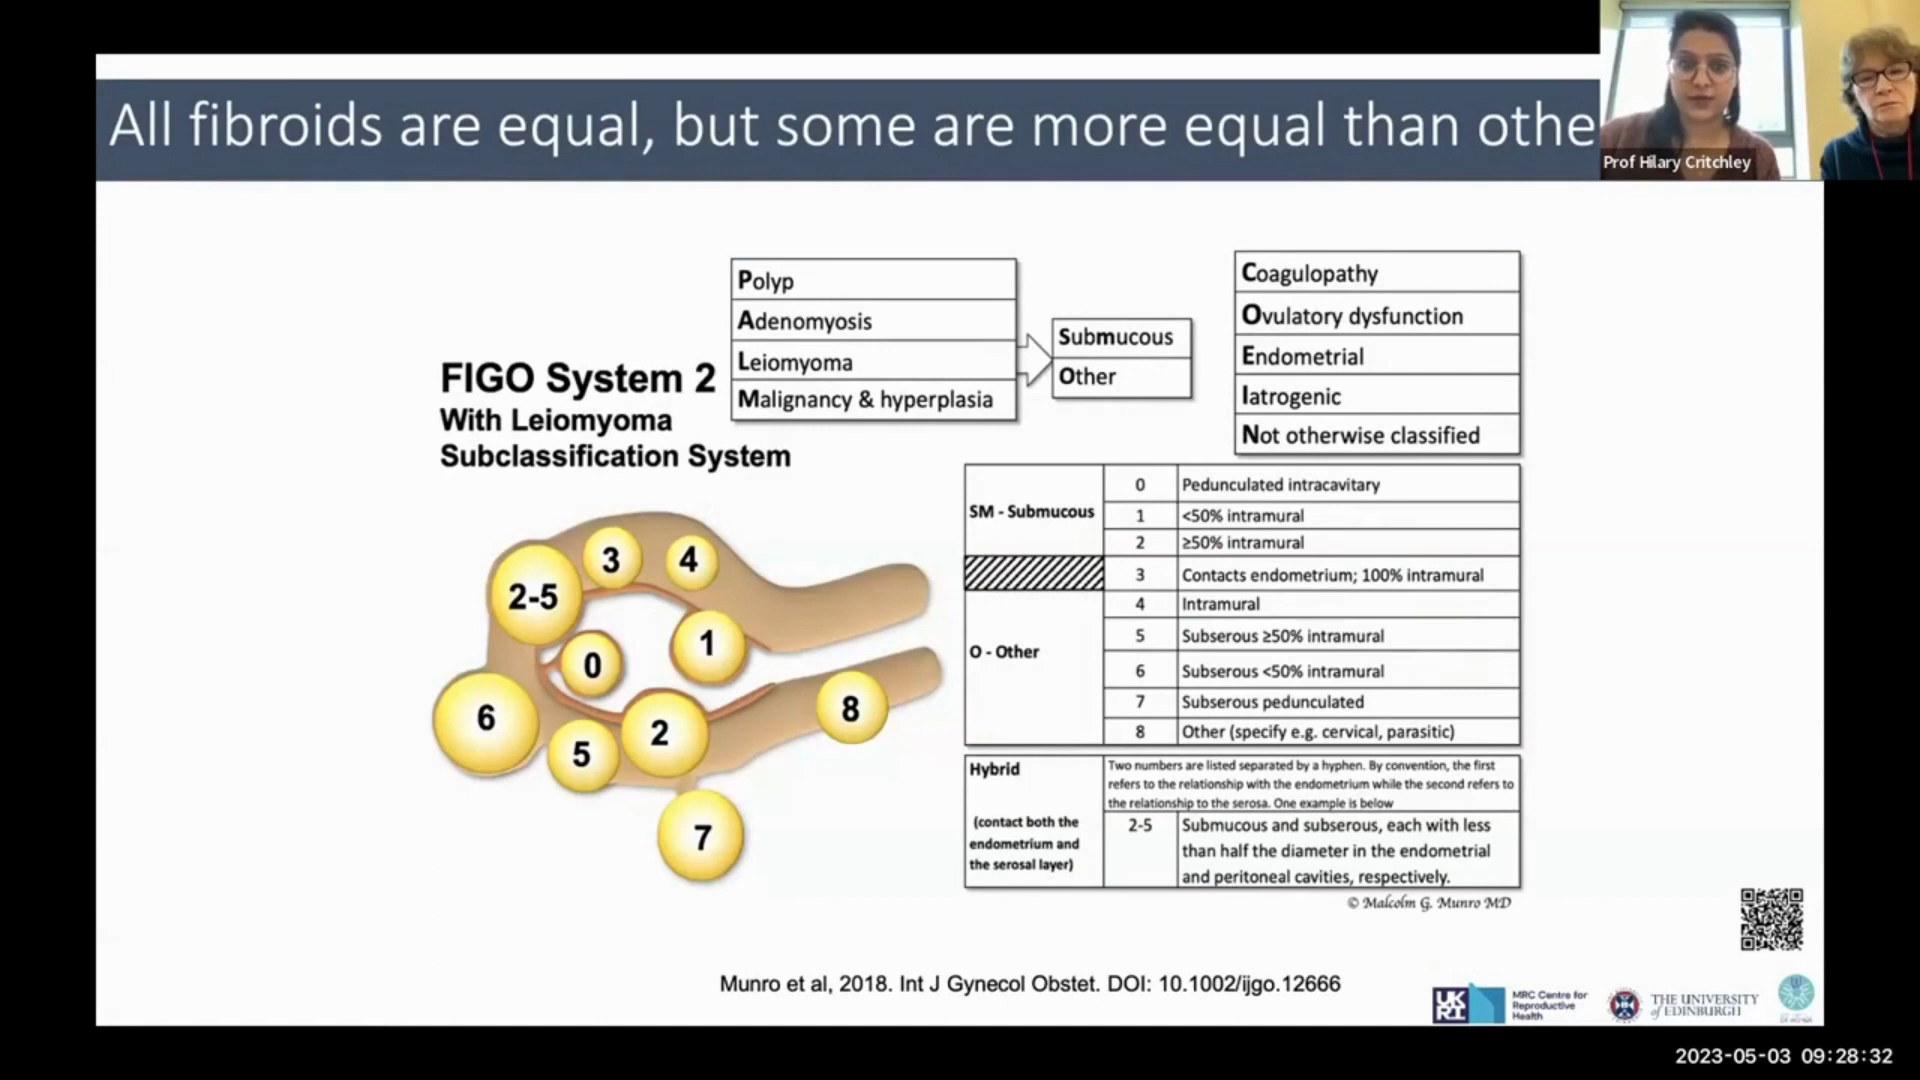 All fibroids are equal, but some are more equal than othe
Prof Hilary Critchley
Polyp
Adenomyosis
Leiomyoma
Malignancy & hyperplasia
Submucous
Other
Coagulopathy
Ovulatory dysfunction
Endometrial
Iatrogenic
Not otherwise classified
FIGO System 2
With Leiomyoma
Subclassification System
3
4
2-5
1
0
6
2
8
5
7
SM - Submucous
0 Pedunculated intracavitary
1 <50% intramural
2 ≥50% intramural
3 Contacts endometrium; 100% intramural
O - Other
4 Intramural
5 Subserous ≥50% intramural
6 Subserous <50% intramural
7 Subserous pedunculated
8 Other (specify e.g. cervical, parasitic)
Hybrid
(contact both the
endometrium and
the serosal layer)
Two numbers are listed separated by a hyphen. By convention, the first
refers to the relationship with the endometrium while the second refers to
the relationship to the serosa. One example is below
2-5 Submucous and subserous, each with less
than half the diameter in the endometrial
and peritoneal cavities, respectively.
© Malcolm G. Munro MD
Munro et al, 2018. Int J Gynecol Obstet. DOI: 10.1002/ijgo.12666
UK
RI
MRC Centre for
Reproductive
Health
THE UNIVERSITY
of EDINBURGH
2023-05-03 09:28:32